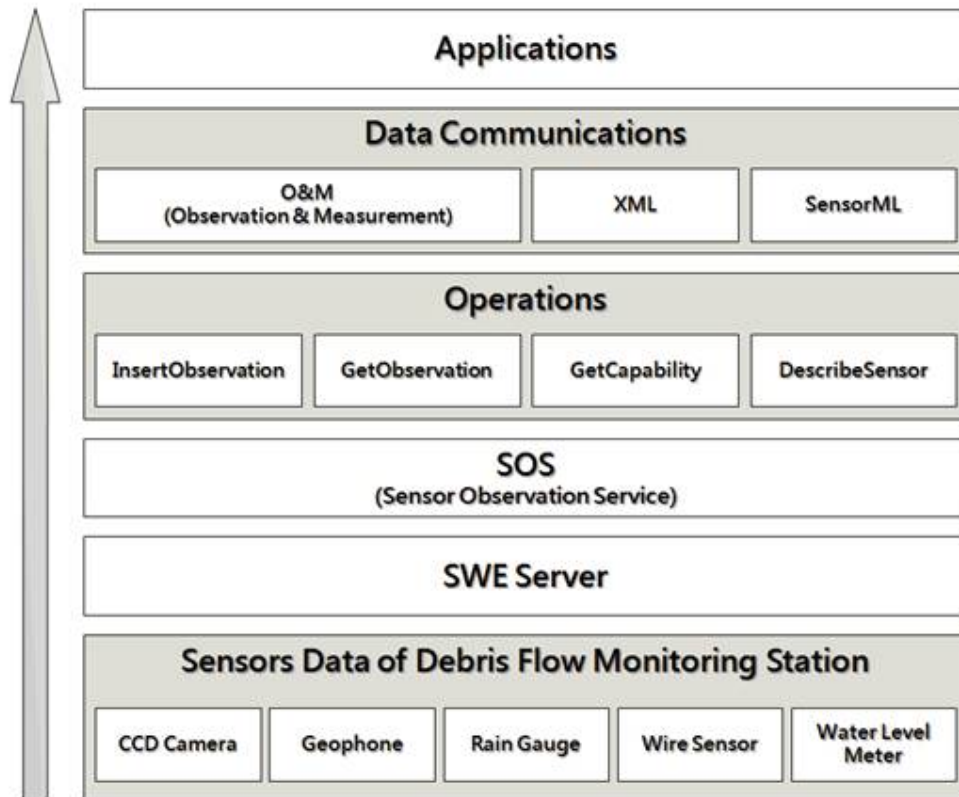 Applications
Data Communications
O&M
(Observation & Measurement)
XML
SensorML
Operations
InsertObservation
GetObservation
GetCapability
DescribeSensor
SOS
(Sensor Observation Service)
SWE Server
Sensors Data of Debris Flow Monitoring Station
CCD Camera
Geophone
Rain Gauge
Wire Sensor
Water Level
Meter